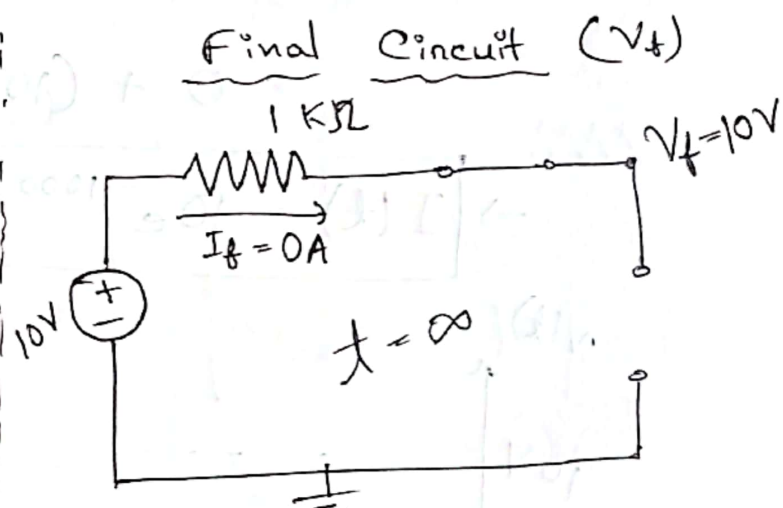 Final Circuit (Vf)
1 KΩ
Vf=10V
If = 0A
+
−
10V
t = ∞